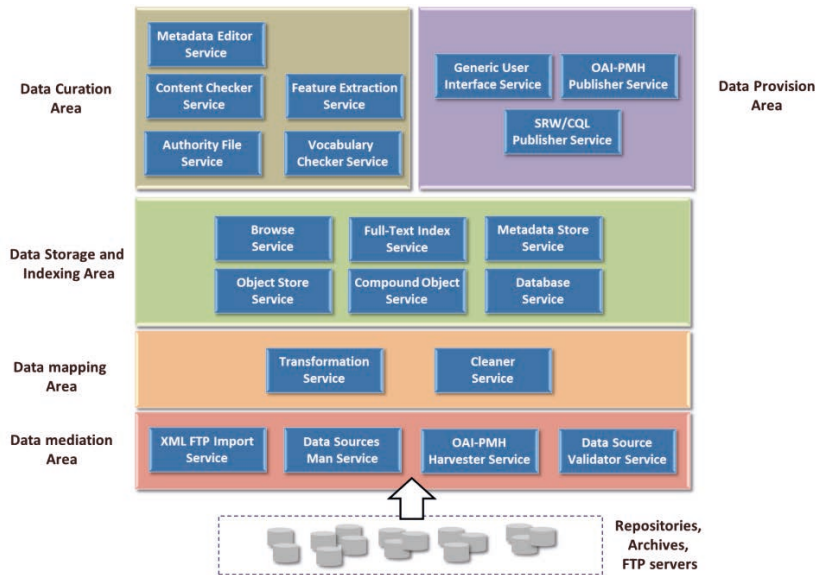 Data Curation
Area
Metadata Editor
Service
Content Checker
Service
Feature Extraction
Service
Authority File
Service
Vocabulary
Checker Service
Generic User
Interface Service
OAI-PMH
Publisher Service
SRW/CQL
Publisher Service
Data Provision
Area
Data Storage and
Indexing Area
Browse
Service
Full-Text Index
Service
Metadata Store
Service
Object Store
Service
Compound Object
Service
Database
Service
Data mapping
Area
Transformation
Service
Cleaner
Service
Data mediation
Area
XML FTP Import
Service
Data Sources
Man Service
OAI-PMH
Harvester Service
Data Source
Validator Service
Repositories,
Archives,
FTP servers